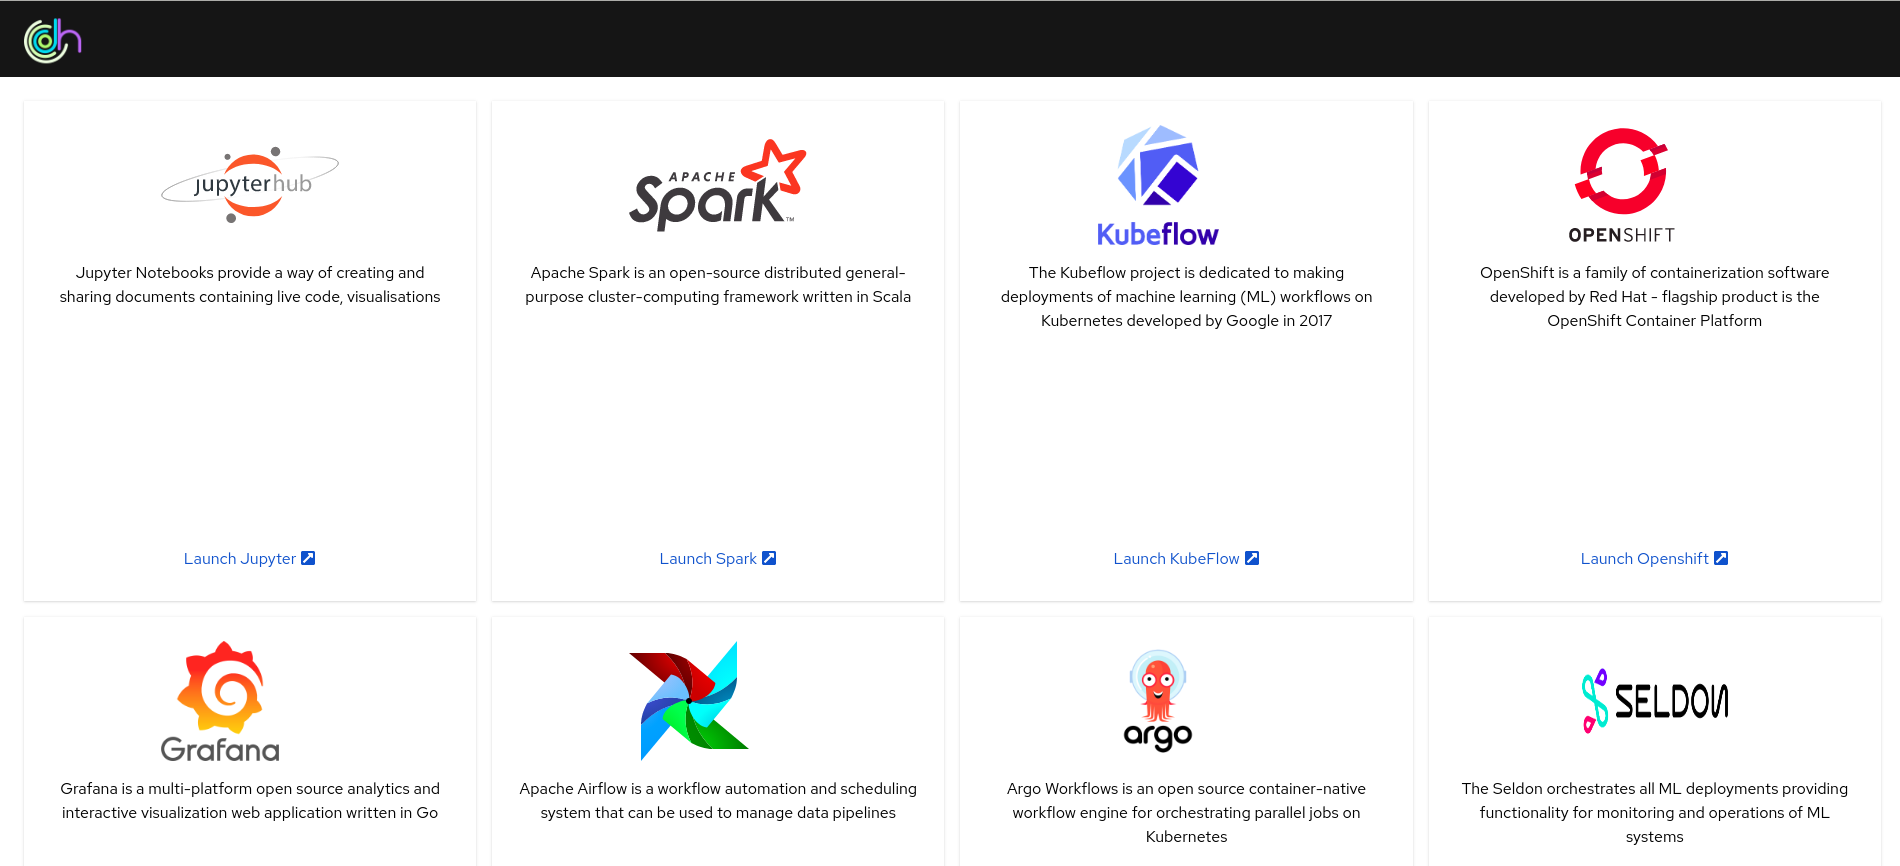 odh
jupyterhub
Jupyter Notebooks provide a way of creating and
sharing documents containing live code, visualisations
Launch Jupyter
APACHE
Spark™
Apache Spark is an open-source distributed general-
purpose cluster-computing framework written in Scala
Launch Spark
Kubeflow
The Kubeflow project is dedicated to making
deployments of machine learning (ML) workflows on
Kubernetes developed by Google in 2017
Launch KubeFlow
OPENSHIFT
OpenShift is a family of containerization software
developed by Red Hat - flagship product is the
OpenShift Container Platform
Launch Openshift
Grafana
Grafana is a multi-platform open source analytics and
interactive visualization web application written in Go
Apache Airflow is a workflow automation and scheduling
system that can be used to manage data pipelines
argo
Argo Workflows is an open source container-native
workflow engine for orchestrating parallel jobs on
Kubernetes
SELDON
The Seldon orchestrates all ML deployments providing
functionality for monitoring and operations of ML
systems